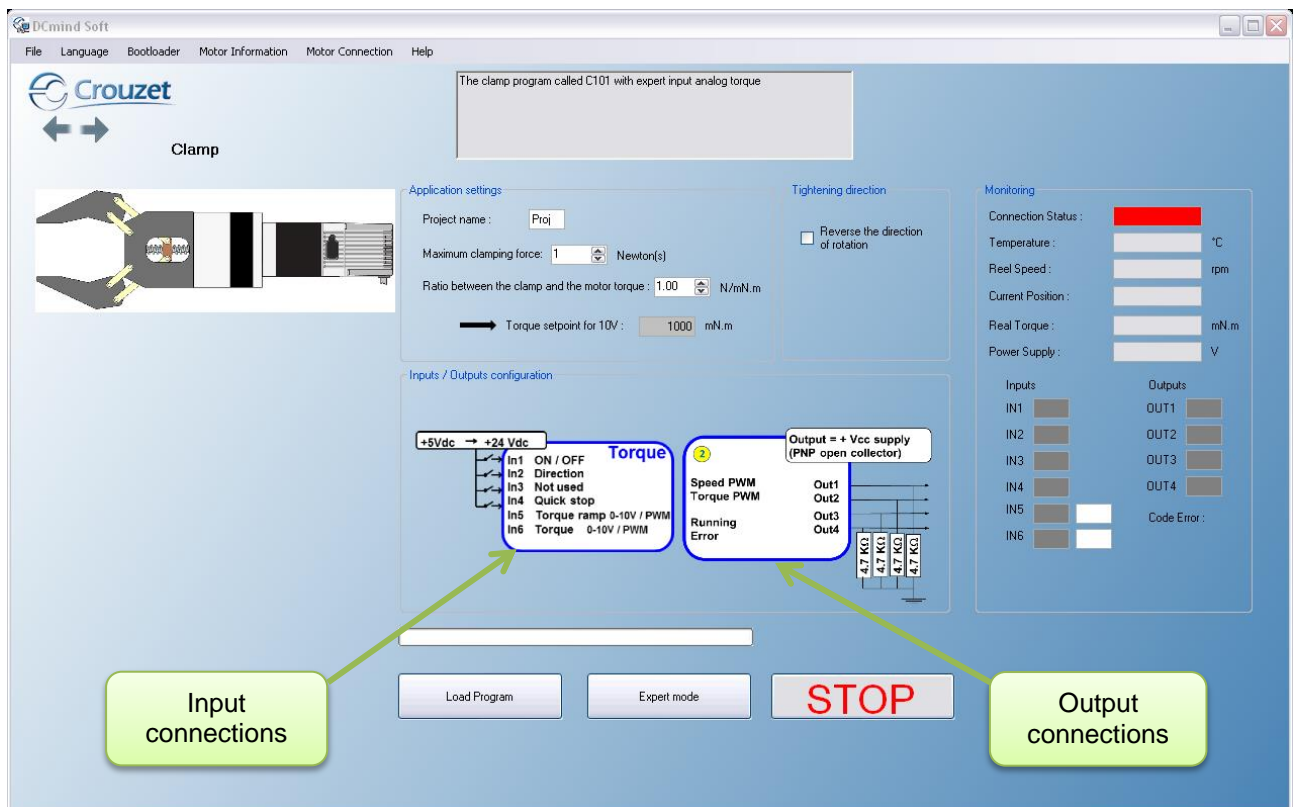 DCmind Soft
File Language Bootloader Motor Information Motor Connection Help
Crouzet
Clamp
The clamp program called C101 with expert input analog torque
Application settings
Project name : Proj
Maximum clamping force: 1 Newton(s)
Ratio between the clamp and the motor torque : 1.00 N/mN.m
Torque setpoint for 10V : 1000 mN.m
Tightening direction
Reverse the direction
of rotation
Monitoring
Connection Status :
Temperature : °C
Reel Speed : rpm
Current Position :
Real Torque : mN.m
Power Supply : V
Inputs Outputs
IN1 OUT1
IN2 OUT2
IN3 OUT3
IN4 OUT4
IN5
IN6
Code Error :
Inputs / Outputs configuration
+5Vdc → +24 Vdc
Torque
In1 ON / OFF
In2 Direction
In3 Not used
In4 Quick stop
In5 Torque ramp 0-10V / PWM
In6 Torque 0-10V / PWM
2
Output = + Vcc supply
(PNP open collector)
Speed PWM Out1
Torque PWM Out2
Running Out3
Error Out4
4.7 KΩ
4.7 KΩ
4.7 KΩ
4.7 KΩ
Load Program
Expert mode
STOP
Input
connections
Output
connections